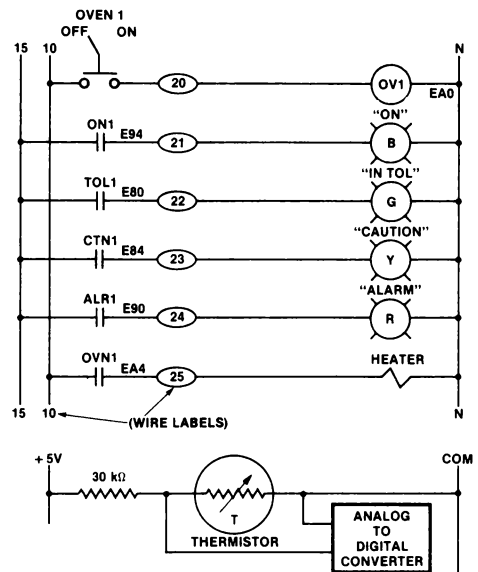 OVEN 1
OFF ON
15 10 N
20 OV1 EA0
"ON"
ON1 E94 21 B
"IN TOL"
TOL1 E80 22 G
"CAUTION"
CTN1 E84 23 Y
"ALARM"
ALR1 E90 24 R
HEATER
OVN1 EA4 25
15 10 (WIRE LABELS) N
+ 5V COM
30 kΩ
T
THERMISTOR
ANALOG
TO
DIGITAL
CONVERTER